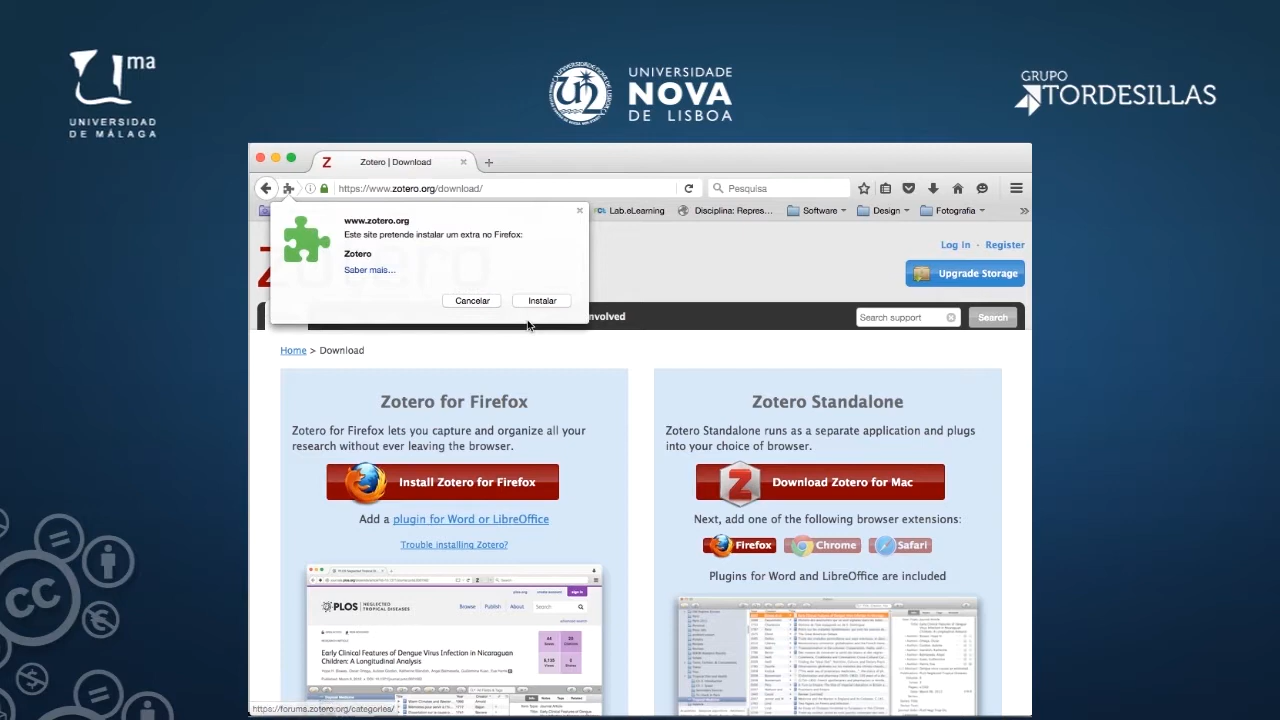 uma
UNIVERSIDAD
DE MÁLAGA
UNIVERSIDADE
NOVA
DE LISBOA
GRUPO
TORDESILLAS
Zotero | Download
https://www.zotero.org/download/
Pesquisa
Lab.eLearning
Disciplina: Repres...
Software
Design
Fotografia
www.zotero.org
Este site pretende instalar um extra no Firefox:
Zotero
Saber mais...
Cancelar
Instalar
Log In - Register
Upgrade Storage
nvolved
Search support
Search
Home > Download
Zotero for Firefox
Zotero for Firefox lets you capture and organize all your
research without ever leaving the browser.
Install Zotero for Firefox
Add a plugin for Word or LibreOffice
Trouble installing Zotero?
Zotero Standalone
Zotero Standalone runs as a separate application and plugs
into your choice of browser.
Download Zotero for Mac
Next, add one of the following browser extensions:
Firefox
Chrome
Safari
Plugins for Word and LibreOffice are included
PLOS
NEGLECTED
TROPICAL DISEASES
Browse
Publish
About
Search
Early Clinical Features of Dengue Virus Infection in Nicaraguan
Children: A Longitudinal Analysis
https://forums.zotero.org/categories/
CC